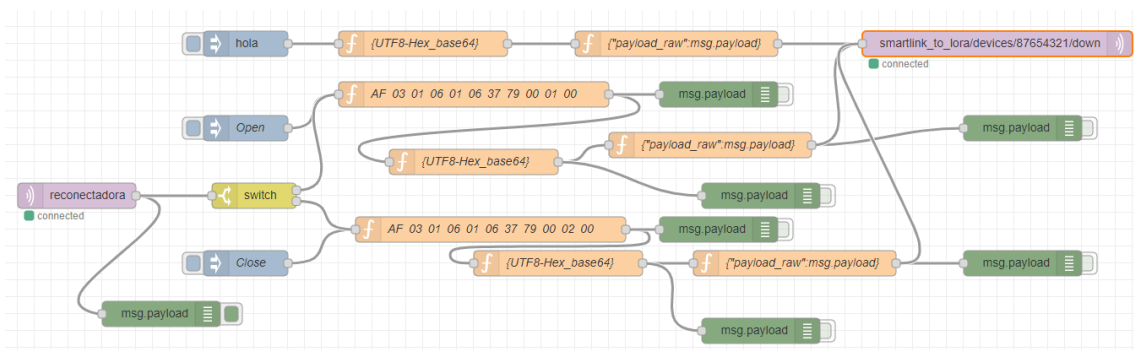 hola
{UTF8-Hex_base64}
{"payload_raw":msg.payload}
smartlink_to_lora/devices/87654321/down
connected
AF 03 01 06 01 06 37 79 00 01 00
msg.payload
Open
{"payload_raw":msg.payload}
msg.payload
{UTF8-Hex_base64}
reconectadora
connected
switch
msg.payload
AF 03 01 06 01 06 37 79 00 02 00
msg.payload
Close
{UTF8-Hex_base64}
{"payload_raw":msg.payload}
msg.payload
msg.payload
msg.payload